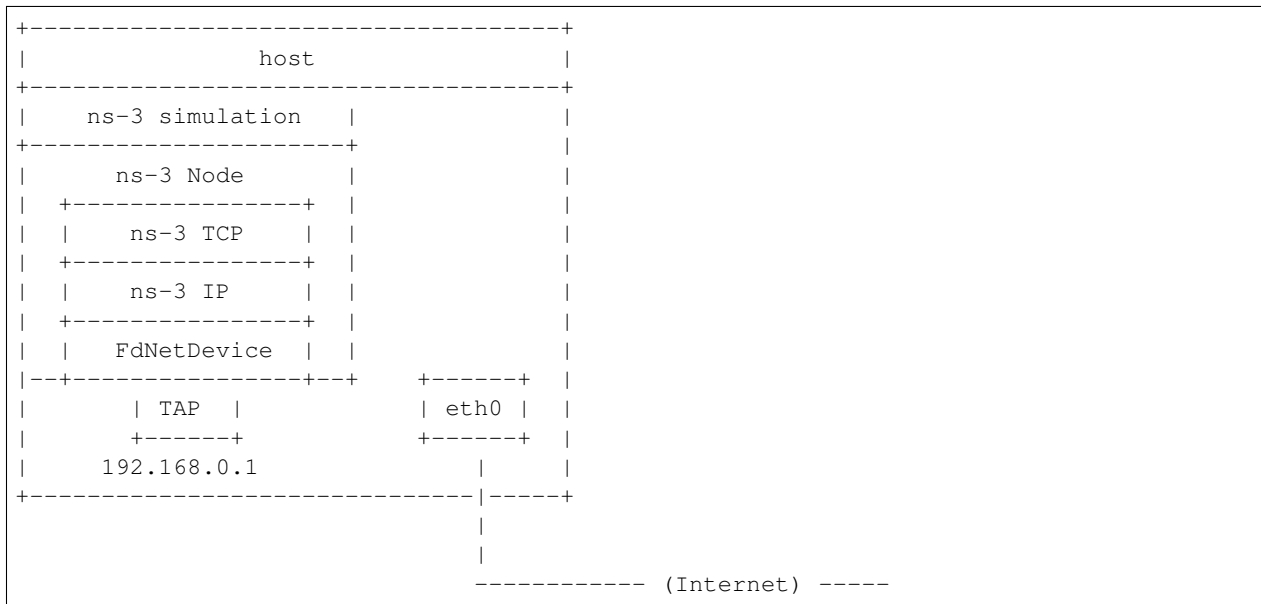 host
ns-3 simulation
ns-3 Node
ns-3 TCP
ns-3 IP
FdNetDevice
TAP eth0
192.168.0.1
(Internet)